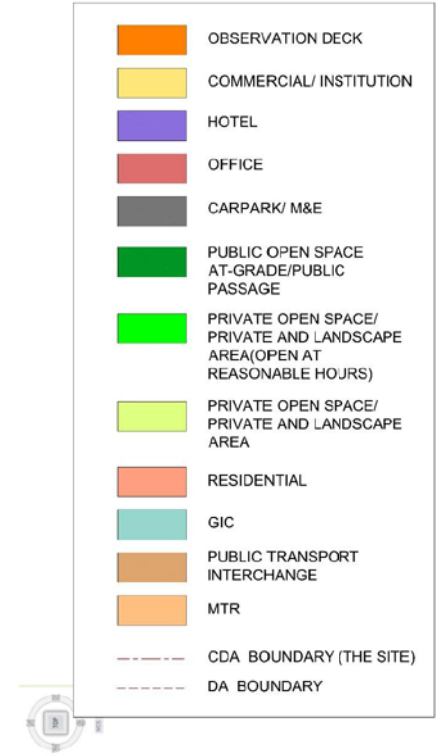 OBSERVATION DECK
COMMERCIAL/ INSTITUTION
HOTEL
OFFICE
CARPARK/ M&E
PUBLIC OPEN SPACE
AT-GRADE/PUBLIC
PASSAGE
PRIVATE OPEN SPACE/
PRIVATE AND LANDSCAPE
AREA(OPEN AT
REASONABLE HOURS)
PRIVATE OPEN SPACE/
PRIVATE AND LANDSCAPE
AREA
RESIDENTIAL
GIC
PUBLIC TRANSPORT
INTERCHANGE
MTR
CDA BOUNDARY (THE SITE)
DA BOUNDARY
TOP